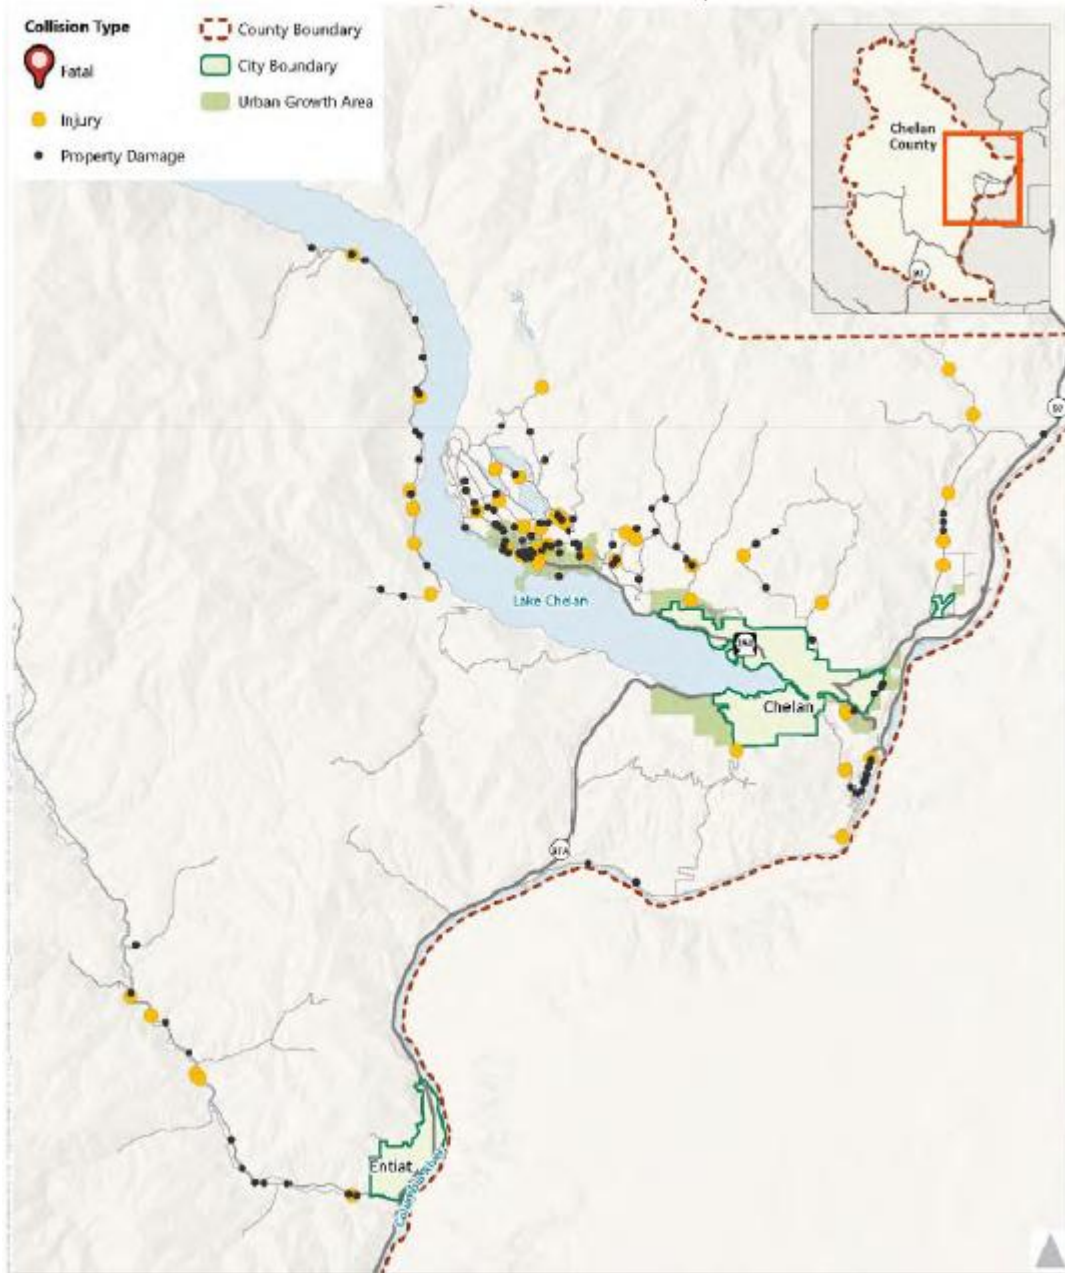 Collision Type
Fatal
Injury
Property Damage
County Boundary
City Boundary
Urban Growth Area
Chelan
County
97
Lake Chelan
Chelan
97A
Entiat
Columbia River